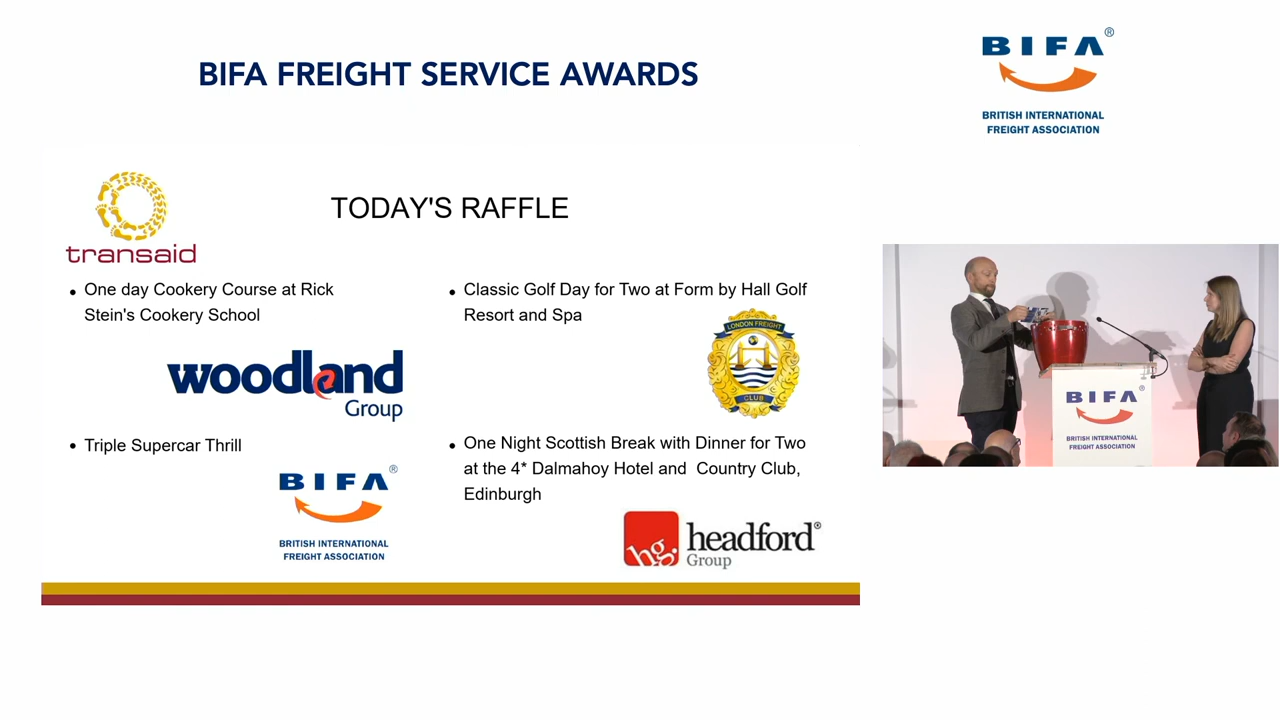 BIFA FREIGHT SERVICE AWARDS
BIFA®
BRITISH INTERNATIONAL
FREIGHT ASSOCIATION
transaid
TODAY'S RAFFLE
• One day Cookery Course at Rick
Stein's Cookery School
woodland
Group
• Triple Supercar Thrill
BIFA®
BRITISH INTERNATIONAL
FREIGHT ASSOCIATION
• Classic Golf Day for Two at Form by Hall Golf
Resort and Spa
LONDON FREIGHT
CLUB
• One Night Scottish Break with Dinner for Two
at the 4* Dalmahoy Hotel and  Country Club,
Edinburgh
hg.
headford®
Group
BIFA®
BRITISH INTERNATIONAL
FREIGHT ASSOCIATION